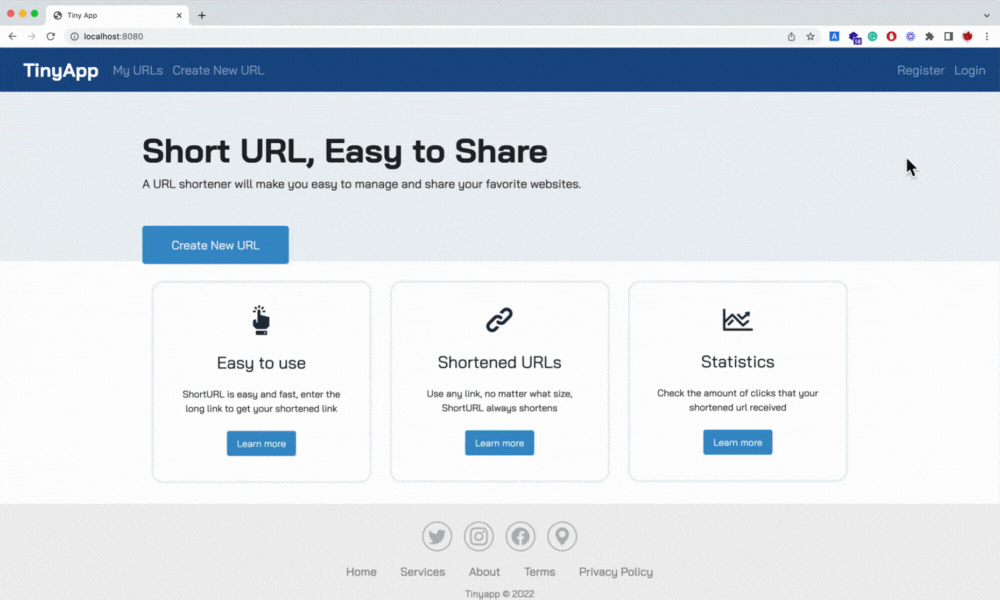 Tiny App
localhost:8080
TinyApp My URLs Create New URL Register Login
Short URL, Easy to Share
A URL shortener will make you easy to manage and share your favorite websites.
Create New URL
Easy to use
ShortURL is easy and fast, enter the
long link to get your shortened link
Learn more
Shortened URLs
Use any link, no matter what size,
ShortURL always shortens
Learn more
Statistics
Check the amount of clicks that your
shortened url received
Learn more
Home Services About Terms Privacy Policy
Tinyapp © 2022